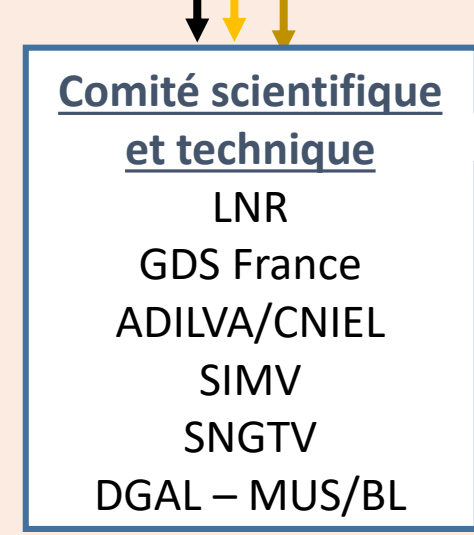 Comité scientifique
et technique
LNR
GDS France
ADILVA/CNIEL
SIMV
SNGTV
DGAL – MUS/BL